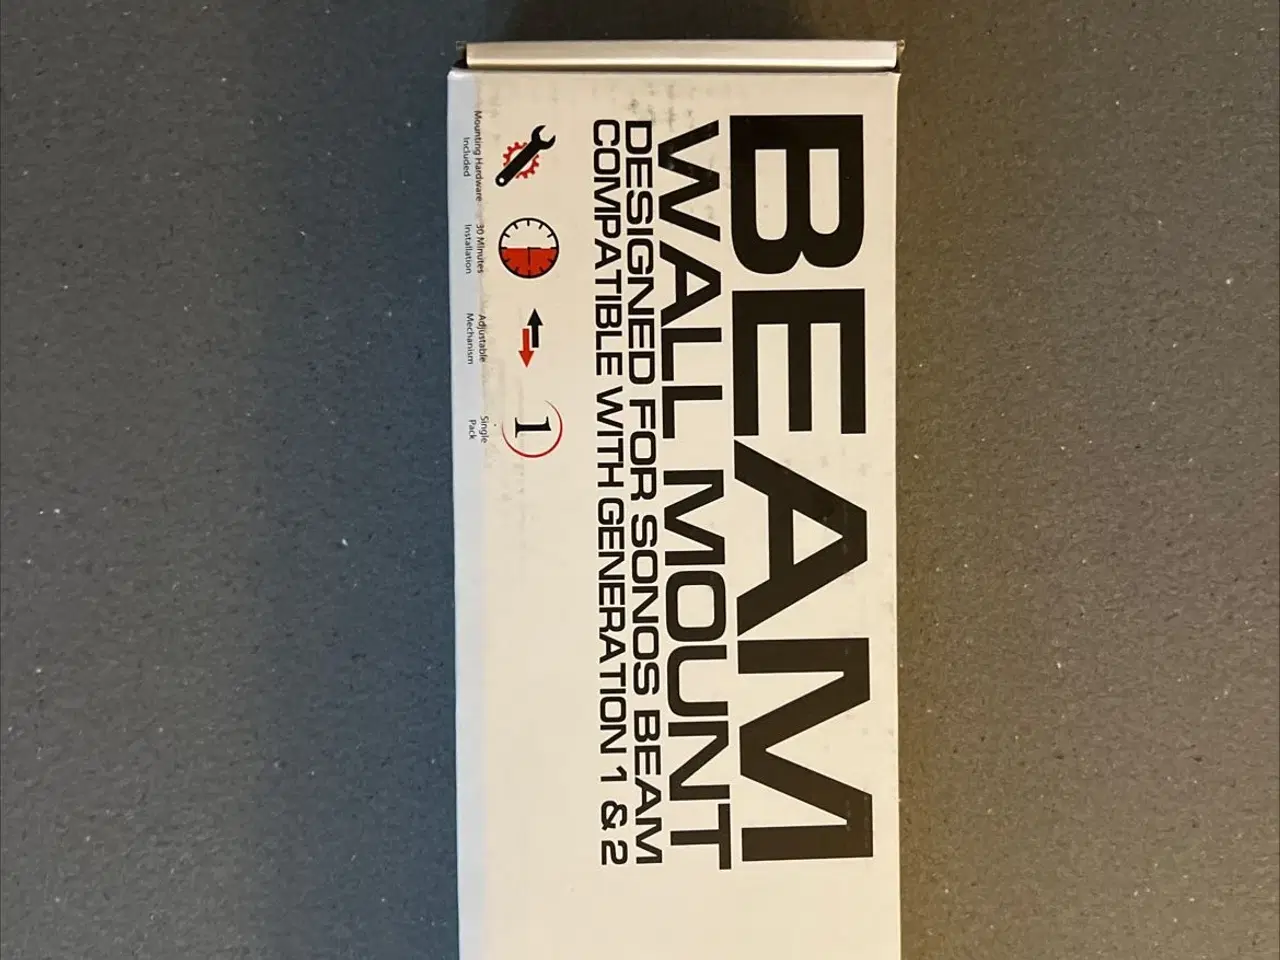 BEAM
WALL MOUNT
DESIGNED FOR SONOS BEAM
COMPATIBLE WITH GENERATION 1 & 2
1
Mounting Hardware
Included
30 Minutes
Installation
Adjustable
Mechanism
Single
Pack